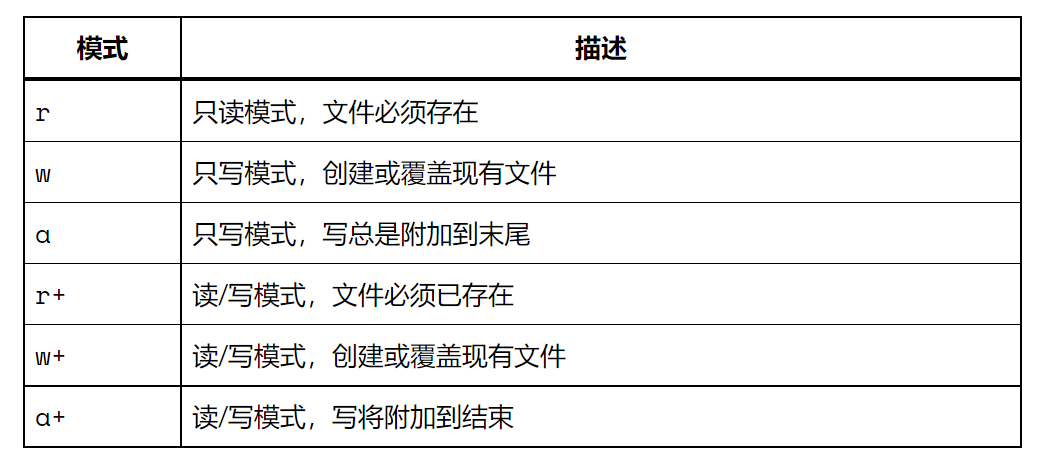 模式 描述
r 只读模式，文件必须存在
w 只写模式，创建或覆盖现有文件
a 只写模式，写总是附加到末尾
r+ 读/写模式，文件必须已存在
w+ 读/写模式，创建或覆盖现有文件
a+ 读/写模式，写将附加到结束